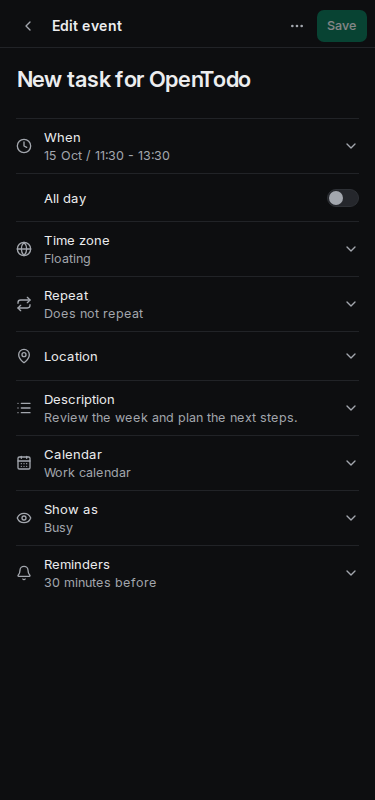 Edit event
Save
New task for OpenTodo
When
15 Oct / 11:30 - 13:30
All day
Time zone
Floating
Repeat
Does not repeat
Location
Description
Review the week and plan the next steps.
Calendar
Work calendar
Show as
Busy
Reminders
30 minutes before